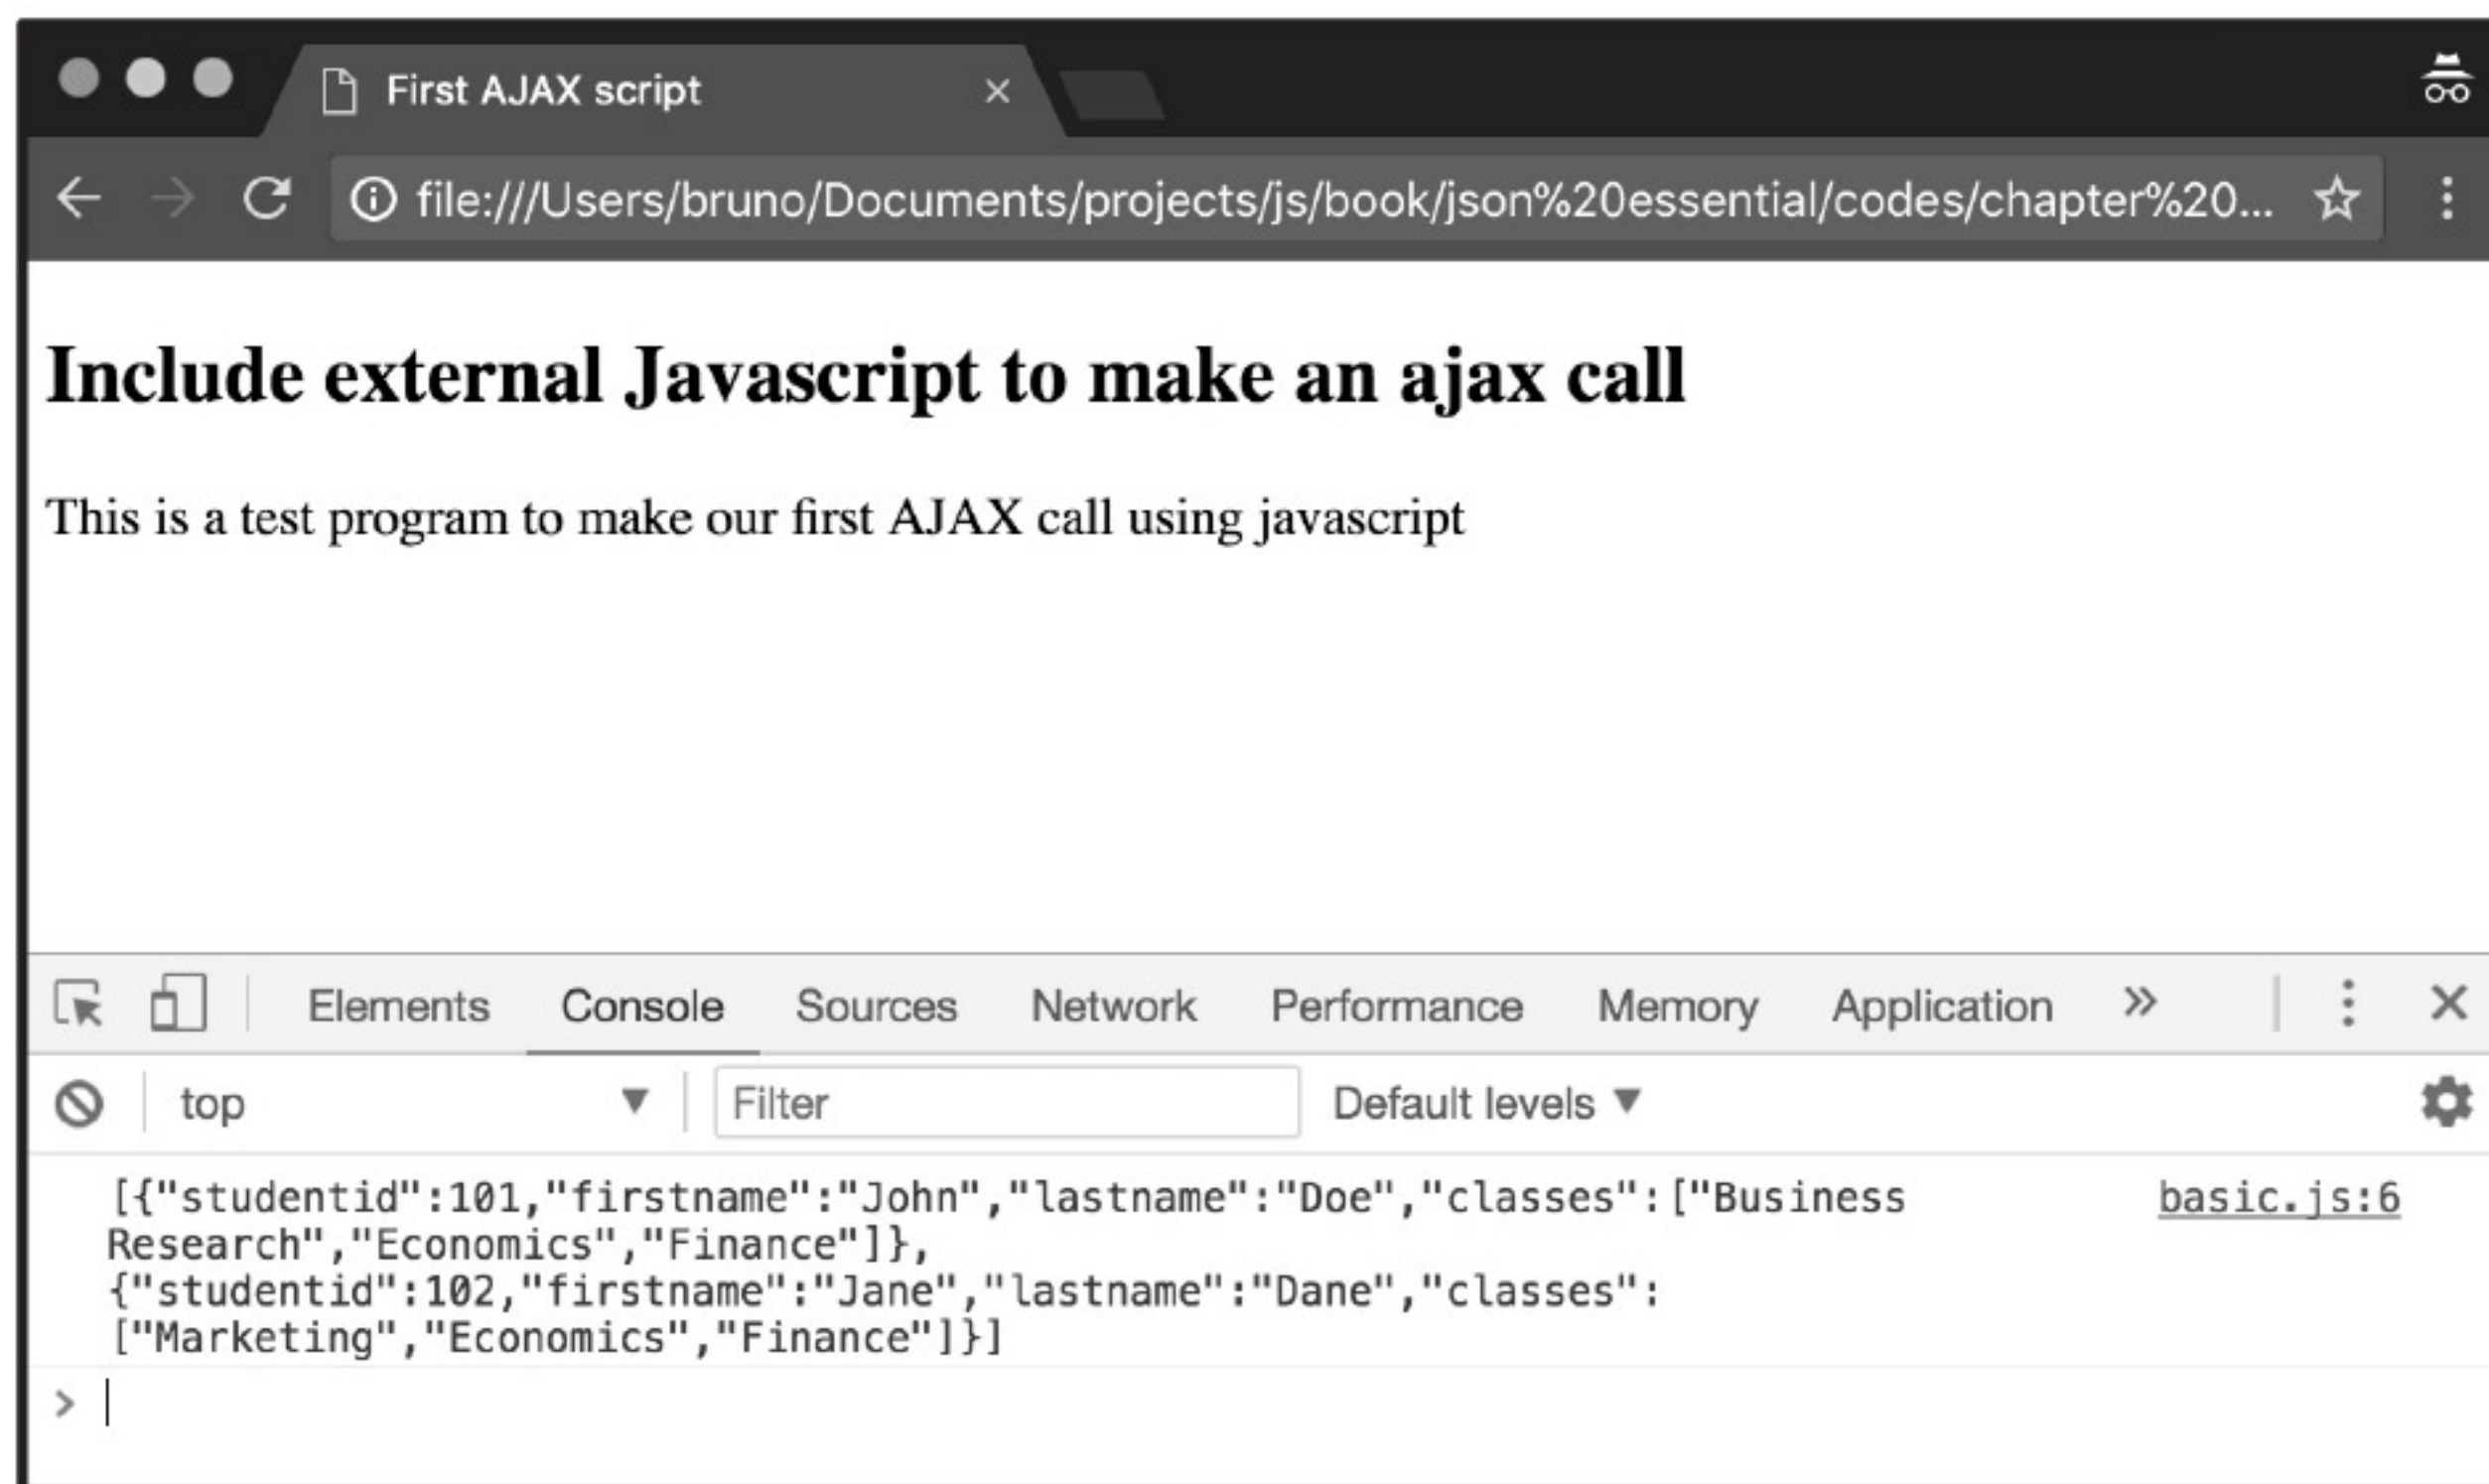 First AJAX script
file:///Users/bruno/Documents/projects/js/book/json%20essential/codes/chapter%20...
Include external Javascript to make an ajax call
This is a test program to make our first AJAX call using javascript
Elements Console Sources Network Performance Memory Application
top Filter Default levels
[{"studentid":101,"firstname":"John","lastname":"Doe","classes":["Business basic.js:6
Research","Economics","Finance"]},
{"studentid":102,"firstname":"Jane","lastname":"Dane","classes":
["Marketing","Economics","Finance"]}]
>